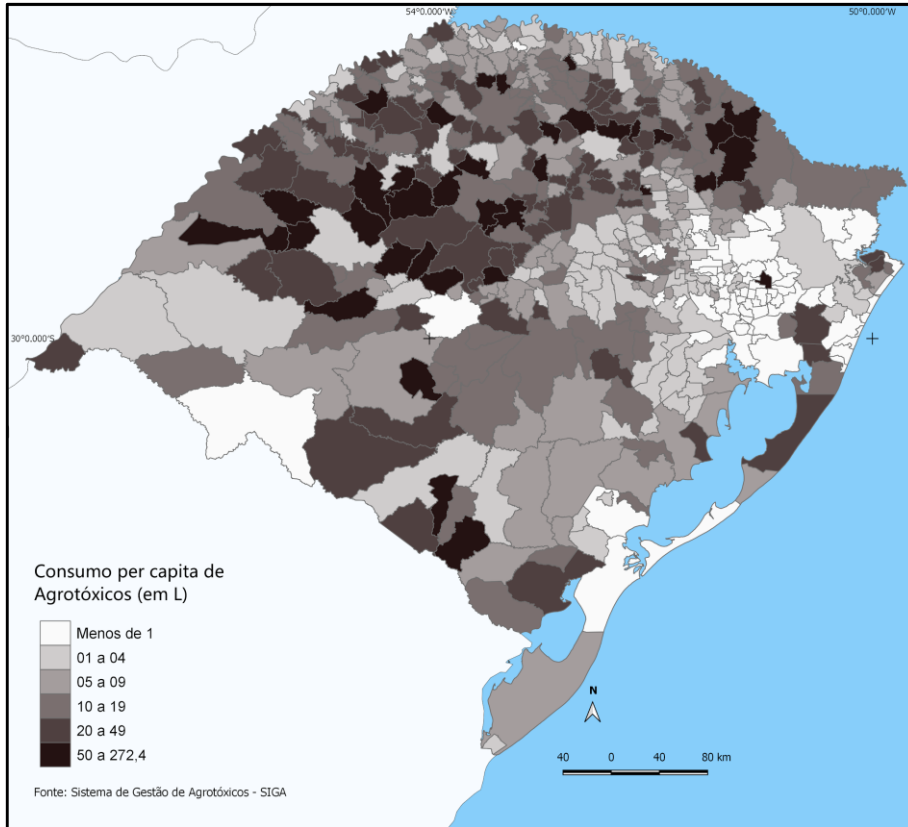 54°0.000'W
50°0.000'W
30°0.000'S
Consumo per capita de
Agrotóxicos (em L)
Menos de 1
01 a 04
05 a 09
10 a 19
20 a 49
50 a 272,4
N
40 0 40 80 km
Fonte: Sistema de Gestão de Agrotóxicos - SIGA